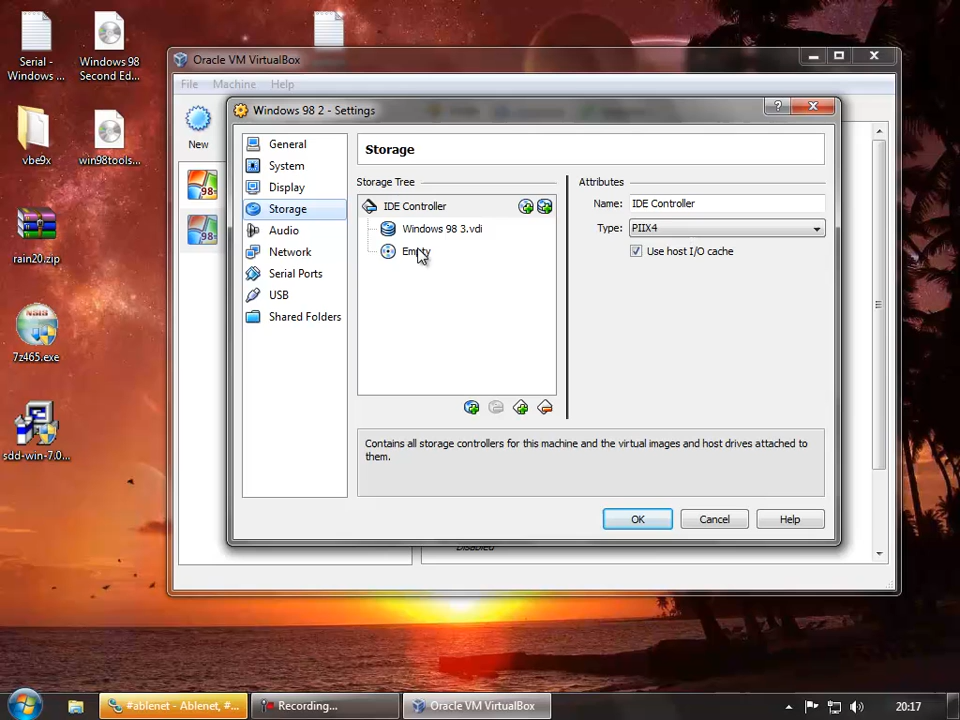 Serial -
Windows ...
Windows 98
Second Ed...
vbe9x
win98tools...
rain20.zip
7z465.exe
sdd-win-7.0...
Oracle VM VirtualBox
File Machine Help
New
Windows 98 2 - Settings
General
System
Display
Storage
Audio
Network
Serial Ports
USB
Shared Folders
Storage
Storage Tree
IDE Controller
Windows 98 3.vdi
Empty
Attributes
Name: IDE Controller
Type: PIIX4
Use host I/O cache
Contains all storage controllers for this machine and the virtual images and host drives attached to
them.
OK Cancel Help
Disabled
#ablenet - Ablenet, #...
Recording...
Oracle VM VirtualBox
20:17